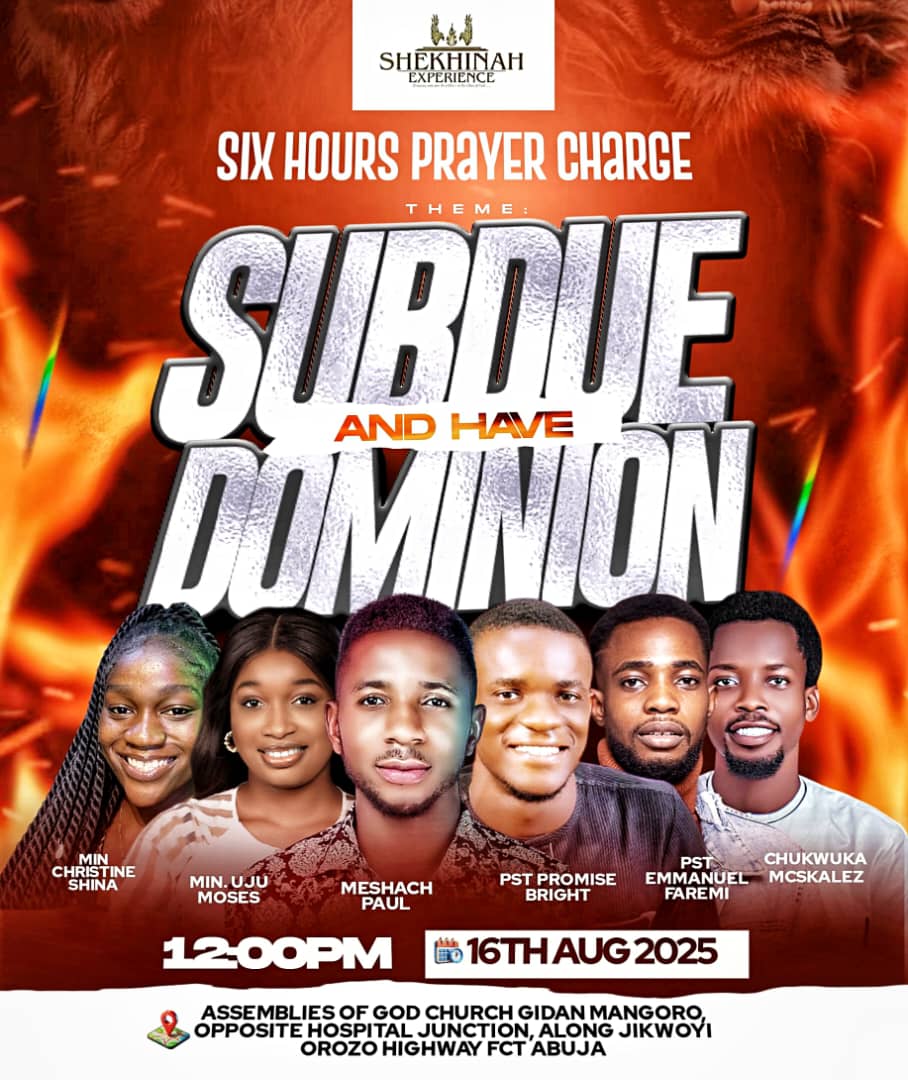 SHEKHINAH
EXPERIENCE
SIX HOURS PRAYER CHARGE
THEME:
SUBDUE
AND HAVE
DOMINION
MIN
CHRISTINE
SHINA
MIN. UJU
MOSES
MESHACH
PAUL
PST PROMISE
BRIGHT
PST
EMMANUEL
FAREMI
CHUKWUKA
MCSKALEZ
12:00PM
16TH AUG 2025
ASSEMBLIES OF GOD CHURCH GIDAN MANGORO,
OPPOSITE HOSPITAL JUNCTION, ALONG JIKWOYI
OROZO HIGHWAY FCT ABUJA